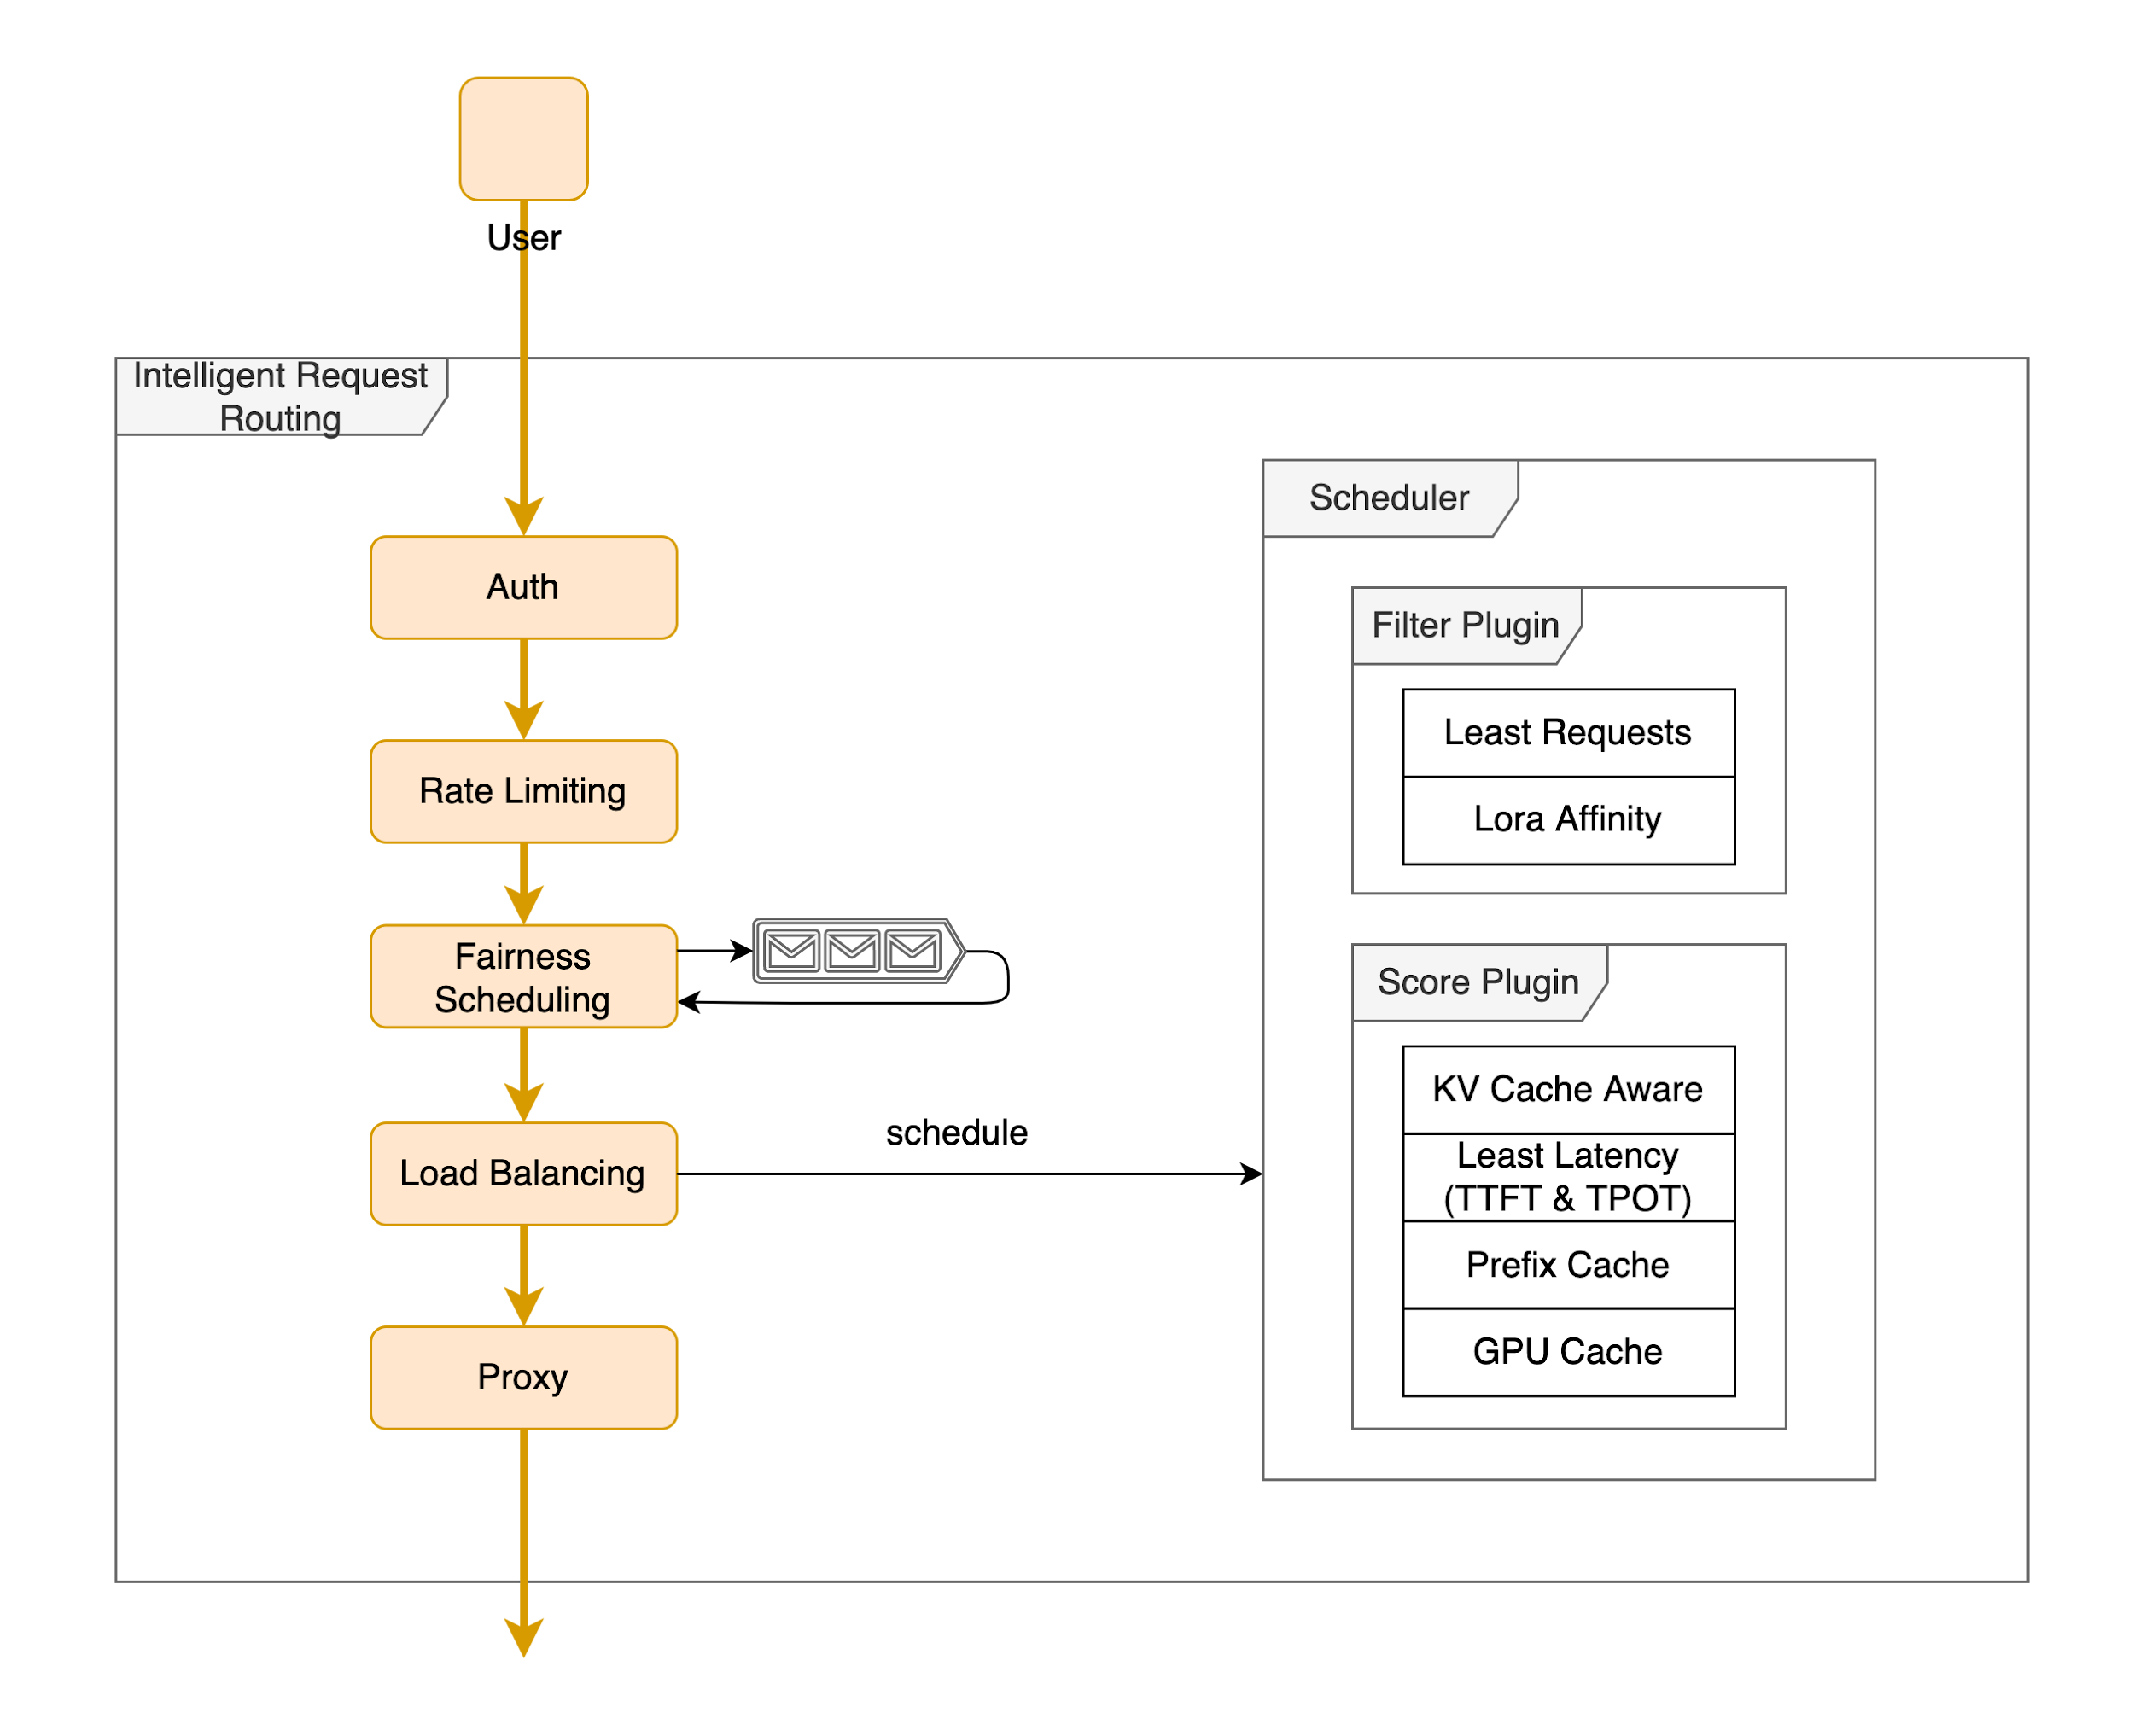 User
Intelligent Request
Routing
Auth
Rate Limiting
Fairness
Scheduling
Load Balancing
Proxy
schedule
Scheduler
Filter Plugin
Least Requests
Lora Affinity
Score Plugin
KV Cache Aware
Least Latency
(TTFT & TPOT)
Prefix Cache
GPU Cache